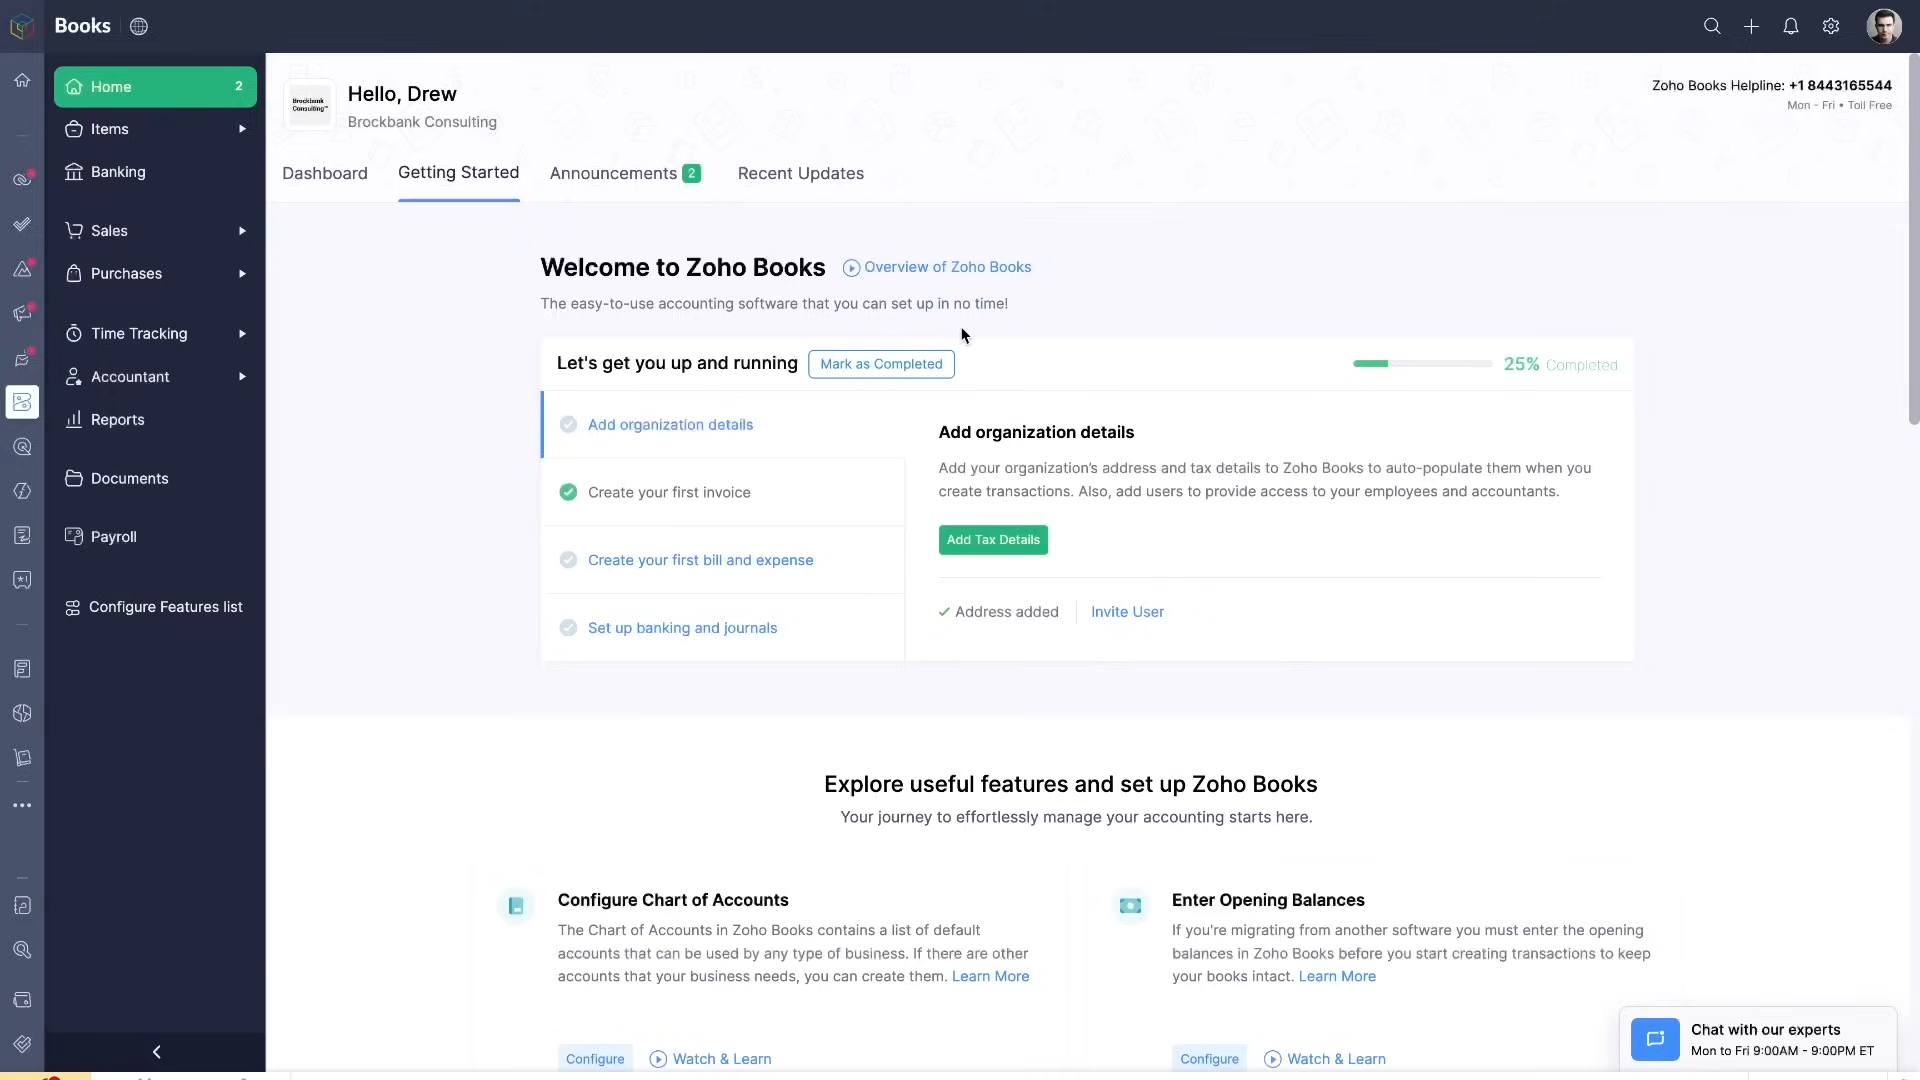 Books
Home 2
Items
Banking
Sales
Purchases
Time Tracking
Accountant
Reports
Documents
Payroll
Configure Features list
Brockbank
Consulting™
Hello, Drew
Brockbank Consulting
Zoho Books Helpline: +1 8443165544
Mon - Fri • Toll Free
Dashboard
Getting Started
Announcements 2
Recent Updates
Welcome to Zoho Books
Overview of Zoho Books
The easy-to-use accounting software that you can set up in no time!
Let's get you up and running
Mark as Completed
25% Completed
Add organization details
Create your first invoice
Create your first bill and expense
Set up banking and journals
Add organization details
Add your organization's address and tax details to Zoho Books to auto-populate them when you
create transactions. Also, add users to provide access to your employees and accountants.
Add Tax Details
Address added
Invite User
Explore useful features and set up Zoho Books
Your journey to effortlessly manage your accounting starts here.
Configure Chart of Accounts
The Chart of Accounts in Zoho Books contains a list of default
accounts that can be used by any type of business. If there are other
accounts that your business needs, you can create them. Learn More
Configure
Watch & Learn
Enter Opening Balances
If you're migrating from another software you must enter the opening
balances in Zoho Books before you start creating transactions to keep
your books intact. Learn More
Configure
Watch & Learn
Chat with our experts
Mon to Fri 9:00AM - 9:00PM ET